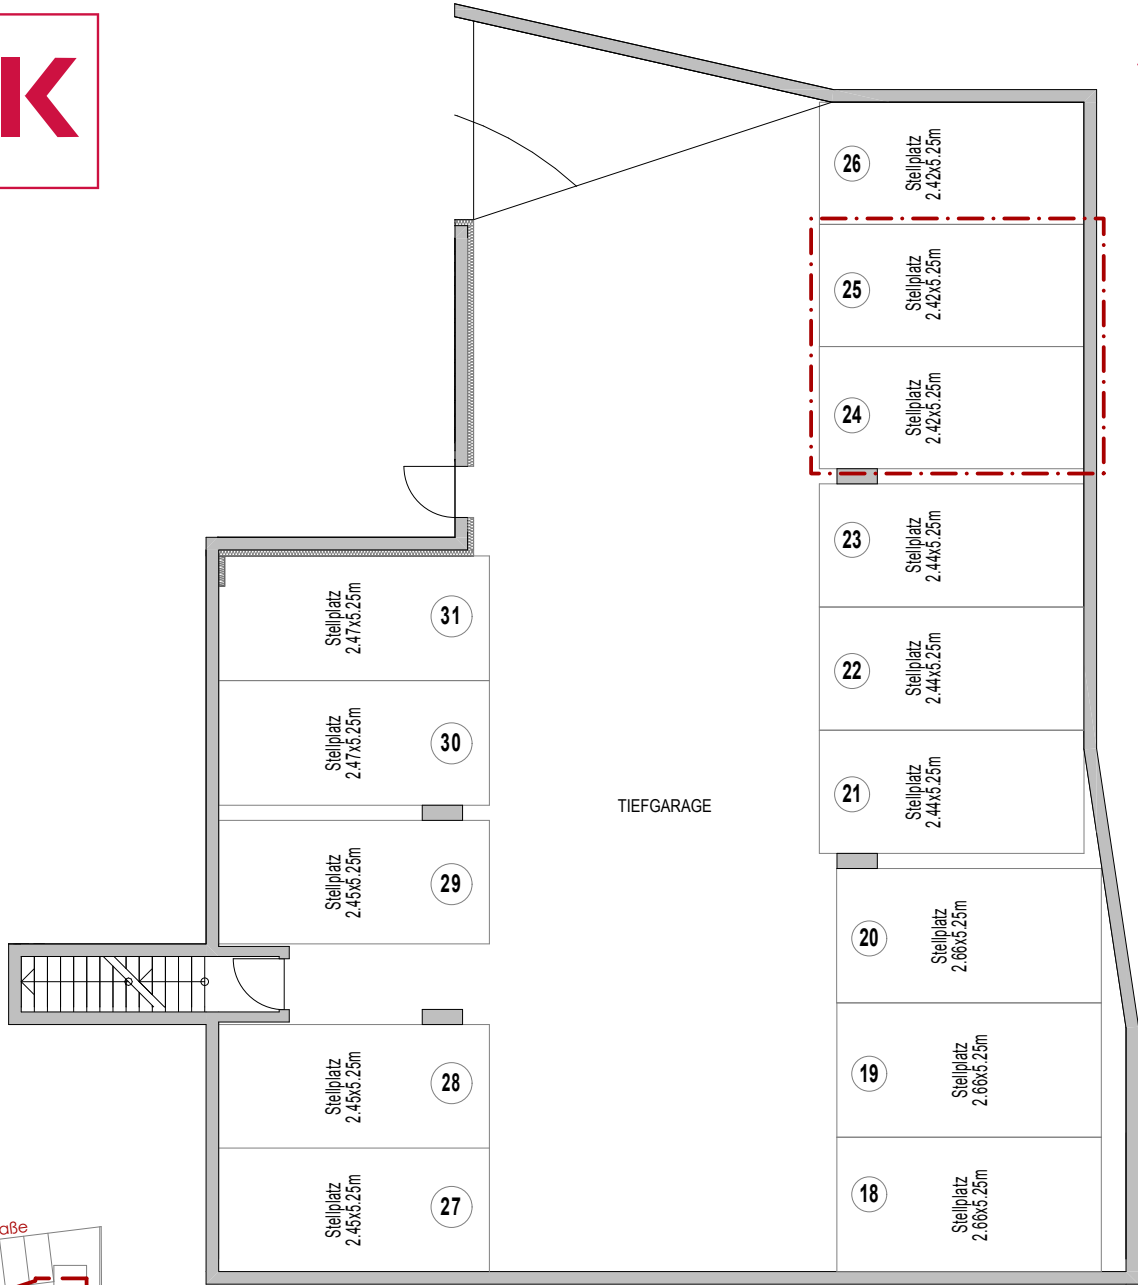 K
26
Stellplatz
2.42x5.25m
25
Stellplatz
2.42x5.25m
24
Stellplatz
2.42x5.25m
23
Stellplatz
2.44x5.25m
22
Stellplatz
2.44x5.25m
21
Stellplatz
2.44x5.25m
20
Stellplatz
2.66x5.25m
19
Stellplatz
2.66x5.25m
18
Stellplatz
2.66x5.25m
TIEFGARAGE
Stellplatz
2.47x5.25m
31
Stellplatz
2.47x5.25m
30
Stellplatz
2.45x5.25m
29
Stellplatz
2.45x5.25m
28
Stellplatz
2.45x5.25m
27
aße